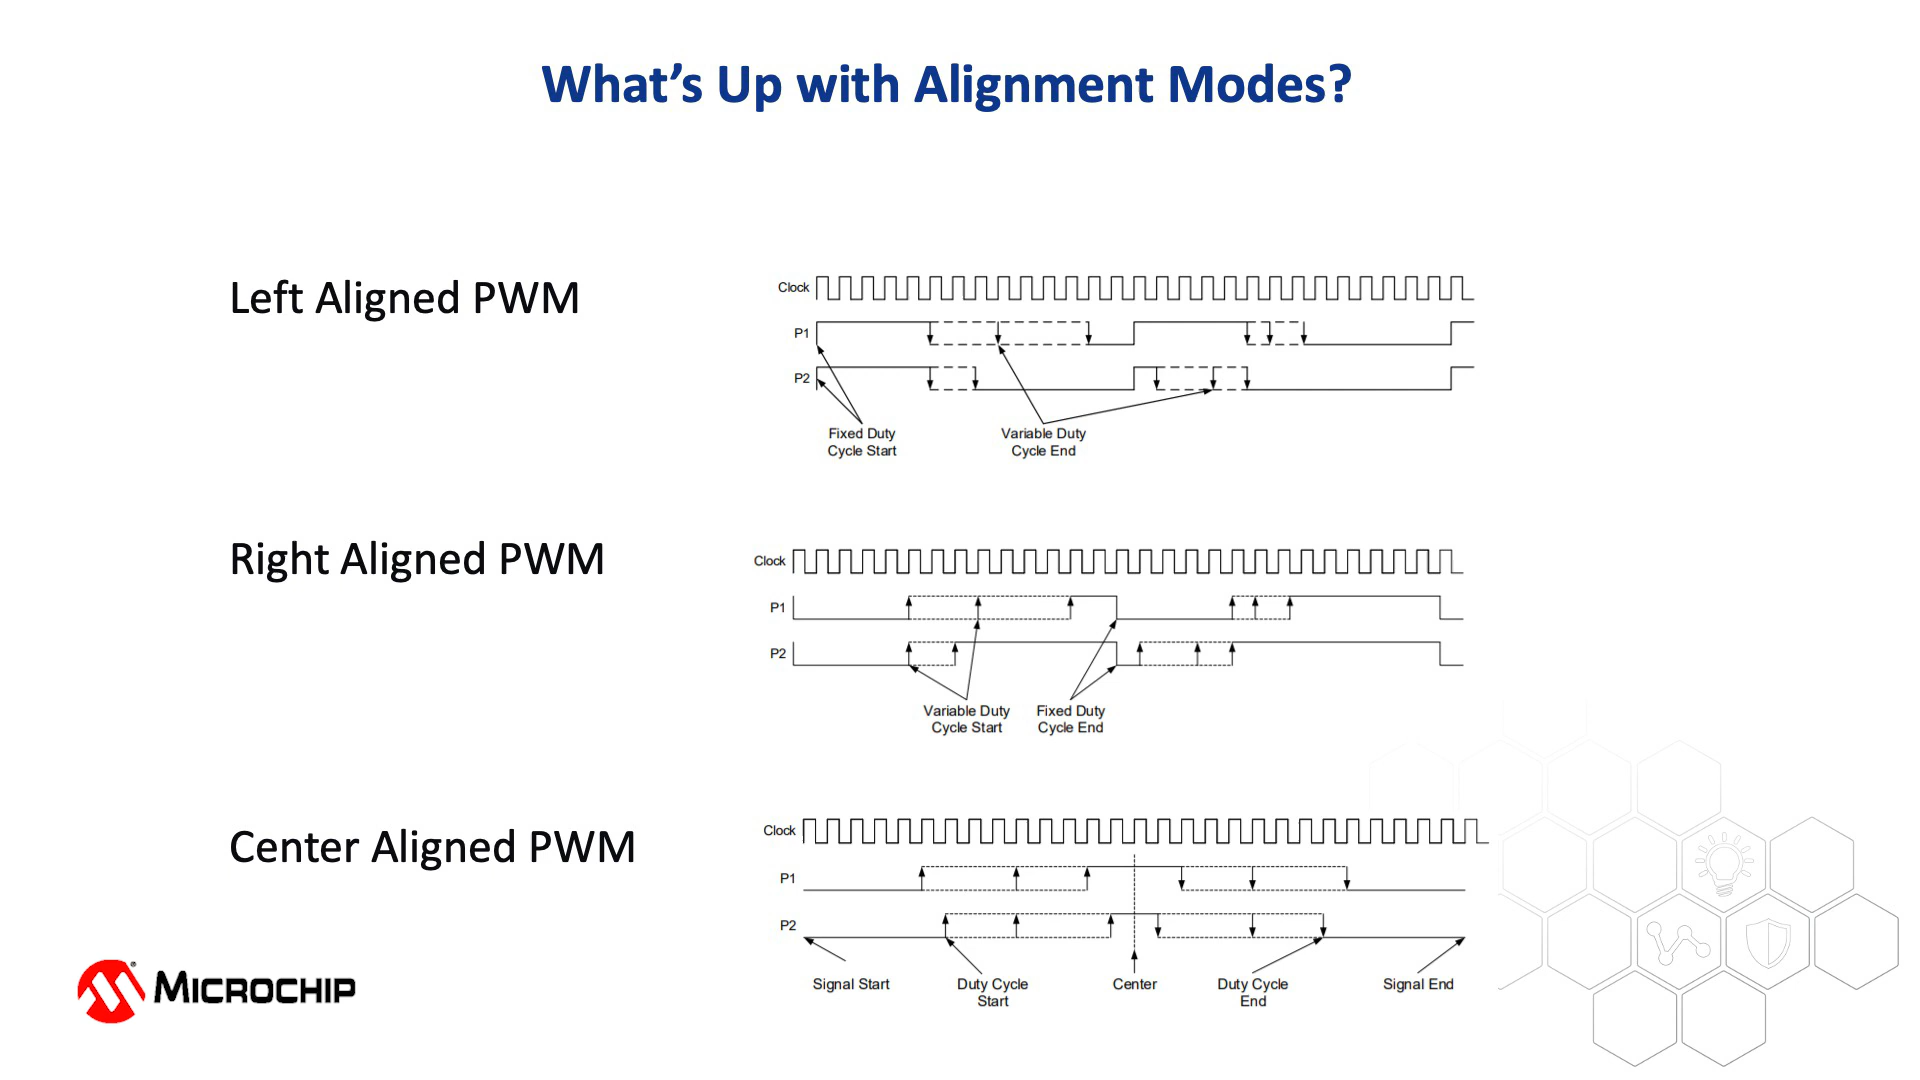 What's Up with Alignment Modes?
Left Aligned PWM
Clock
P1
P2
Fixed Duty
Cycle Start
Variable Duty
Cycle End
Right Aligned PWM
Clock
P1
P2
Variable Duty
Cycle Start
Fixed Duty
Cycle End
Center Aligned PWM
Clock
P1
P2
Signal Start
Duty Cycle
Start
Center
Duty Cycle
End
Signal End
MICROCHIP